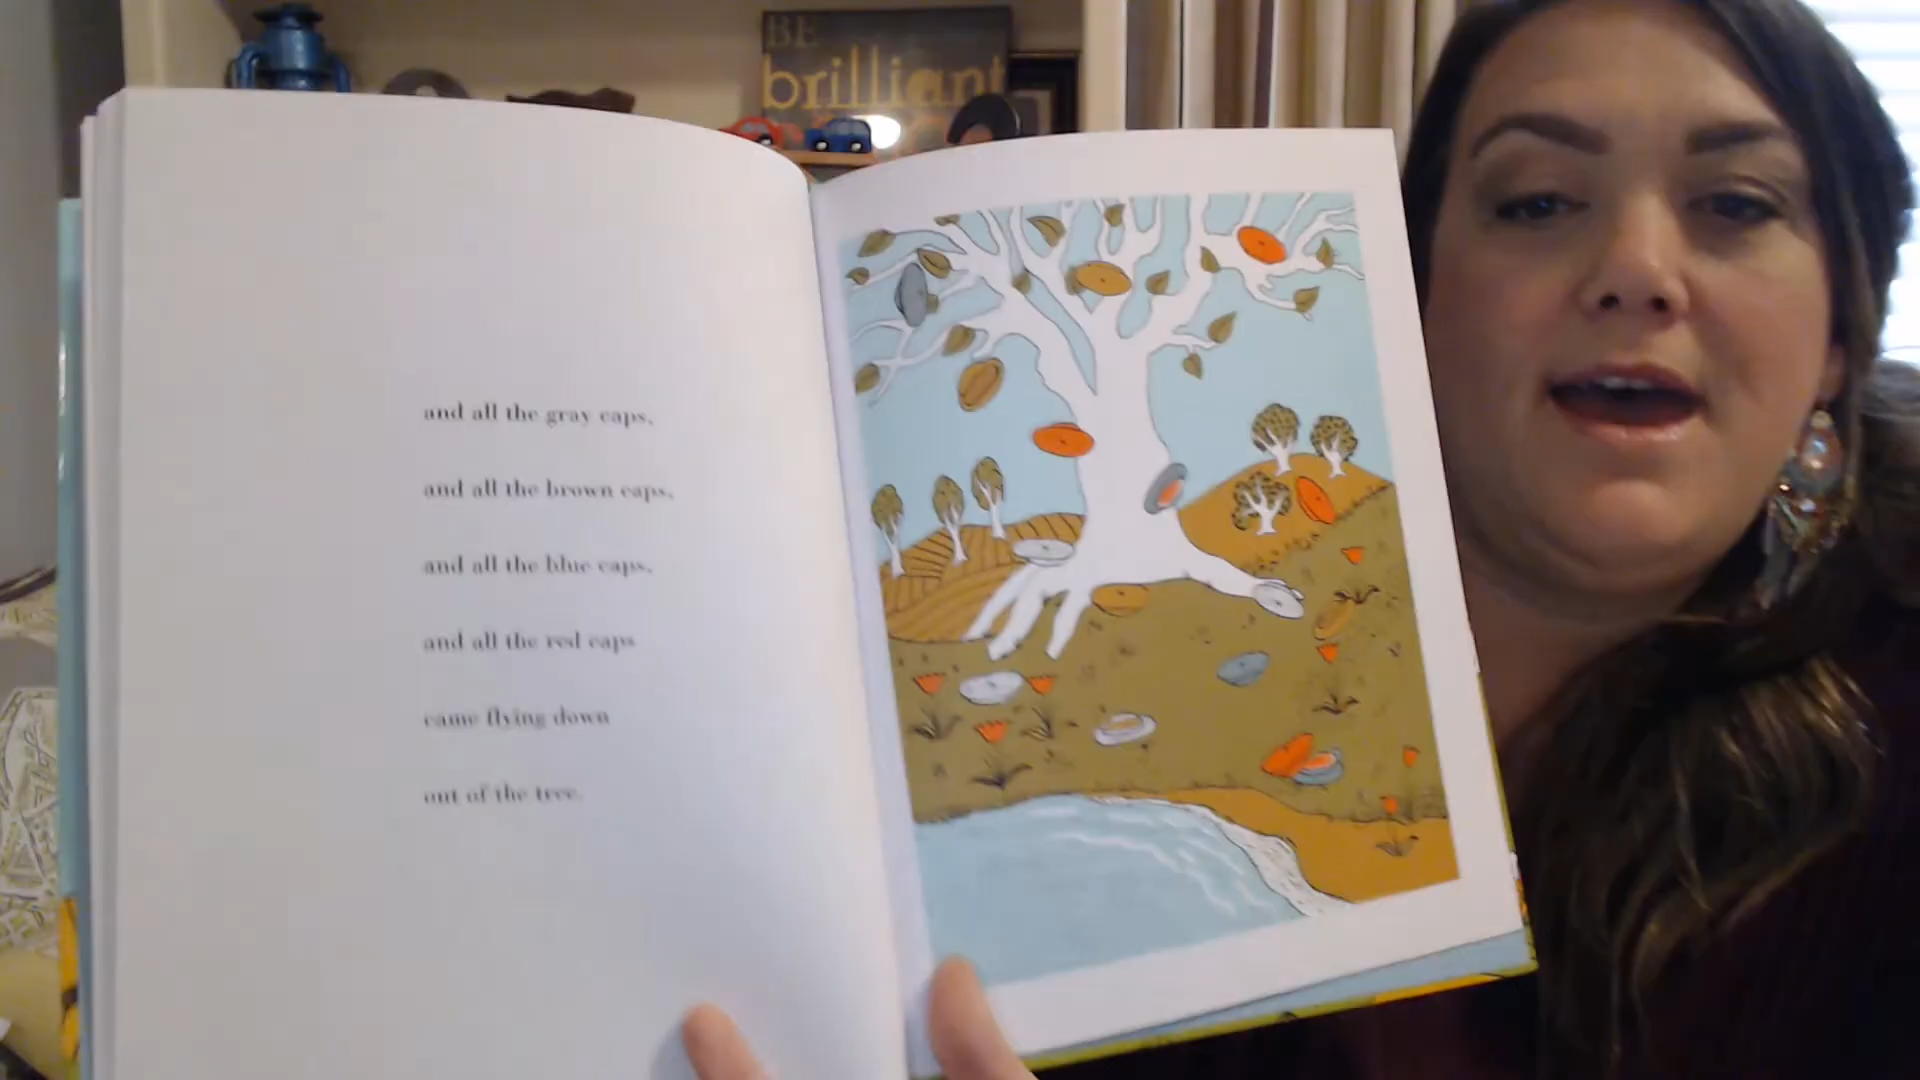 BE
brilliant
and all the gray caps,
and all the brown caps,
and all the blue caps,
and all the red caps
came flying down
out of the tree.